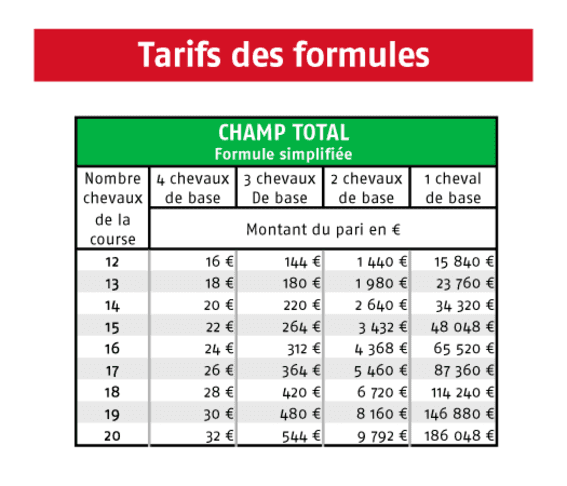 Tarifs des formules
CHAMP TOTAL
Formule simplifiée
Nombre chevaux de la course
4 chevaux de base
3 chevaux De base
2 chevaux de base
1 cheval de base
Montant du pari en €
12 16 € 144 € 1 440 € 15 840 €
13 18 € 180 € 1 980 € 23 760 €
14 20 € 220 € 2 640 € 34 320 €
15 22 € 264 € 3 432 € 48 048 €
16 24 € 312 € 4 368 € 65 520 €
17 26 € 364 € 5 460 € 87 360 €
18 28 € 420 € 6 720 € 114 240 €
19 30 € 480 € 8 160 € 146 880 €
20 32 € 544 € 9 792 € 186 048 €